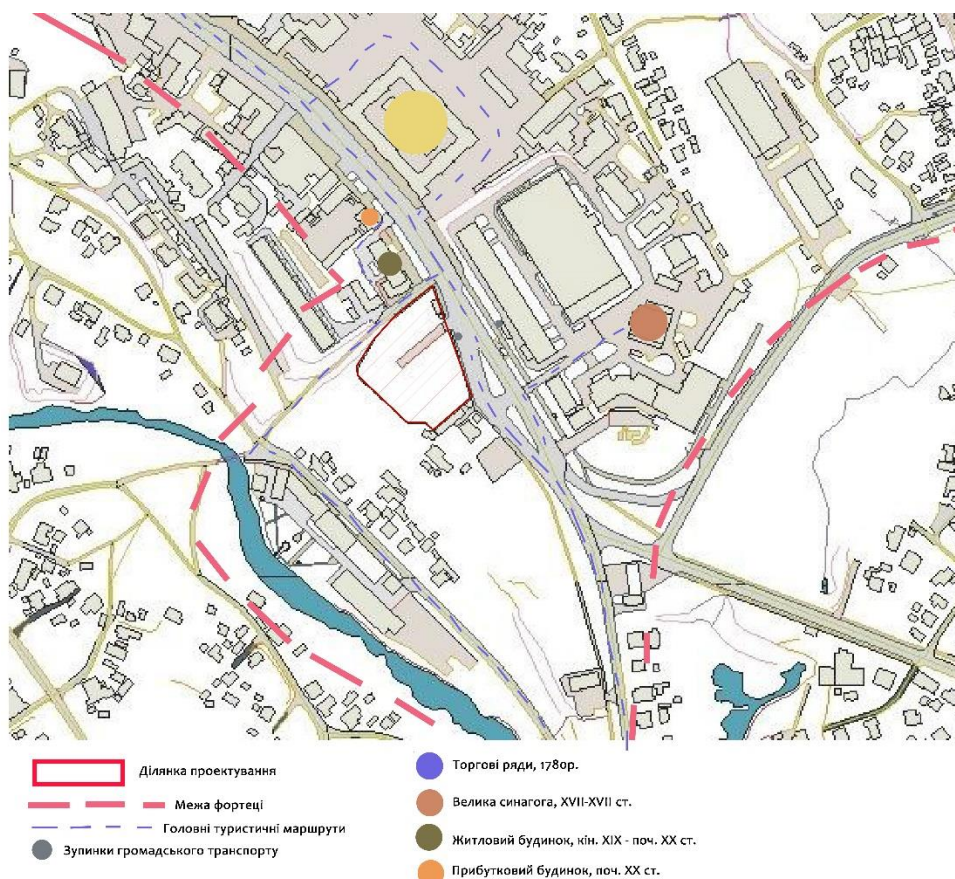 Ділянка проектування
Межа фортеці
Головні туристичні маршрути
Зупинки громадського транспорту
Торгові ряди, 1780р.
Велика синагога, XVII-XVII ст.
Житловий будинок, кін. XIX - поч. XX ст.
Прибутковий будинок, поч. XX ст.